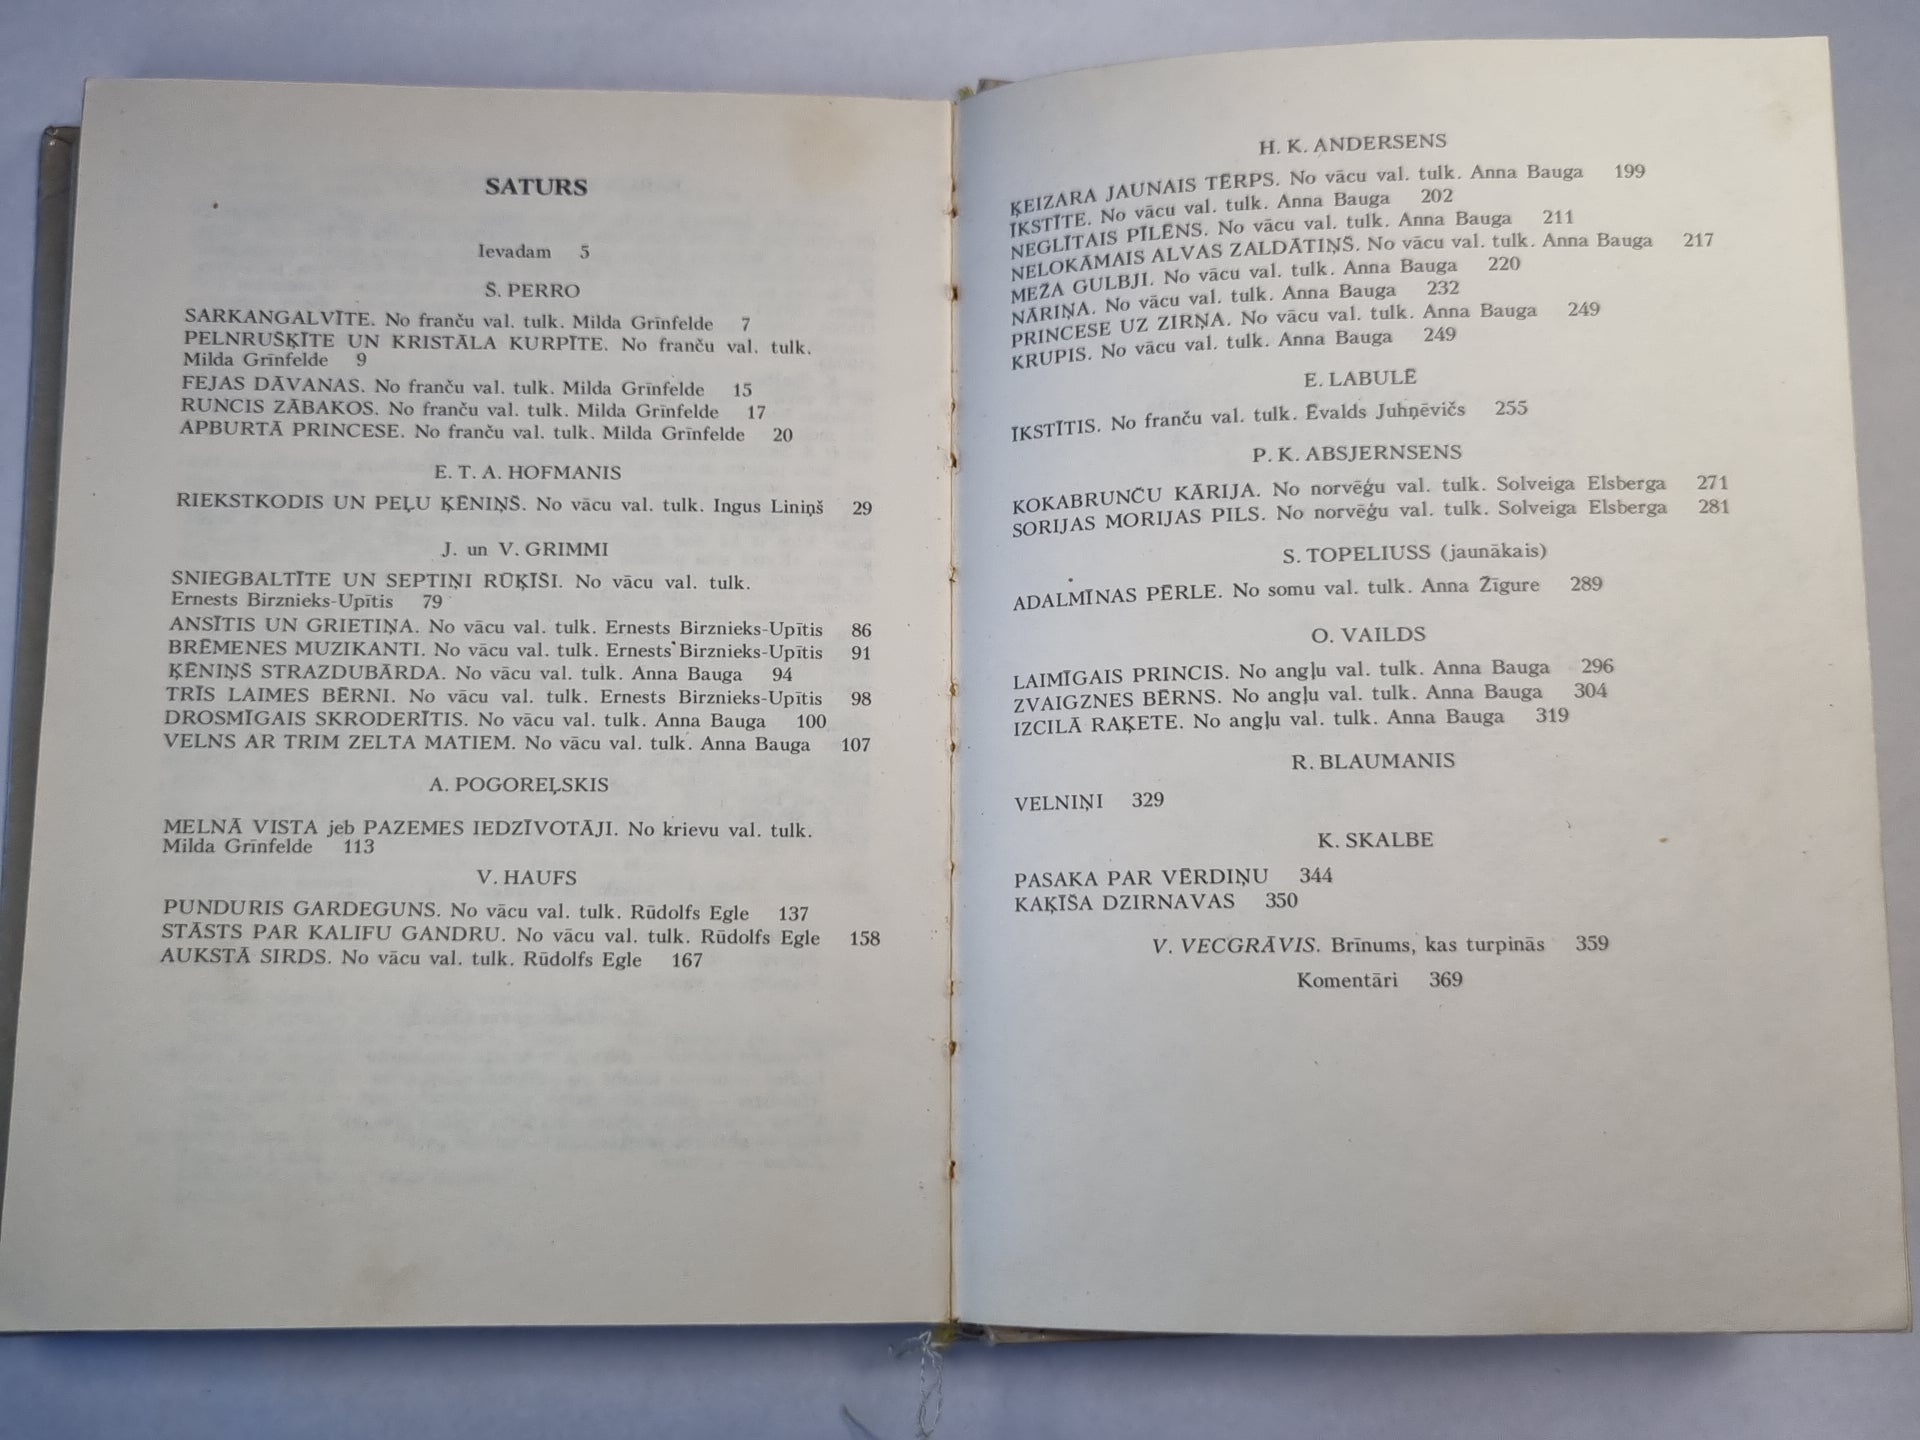 SATURS
Ievadam 5
Š. PERRO
SARKANGALVĪTE. No franču val. tulk. Milda Grīnfelde 7
PELNRUŠĶĪTE UN KRISTĀLA KURPĪTE. No franču val. tulk.
Milda Grīnfelde 9
FEJAS DĀVANAS. No franču val. tulk. Milda Grīnfelde 15
RUNCIS ZĀBAKOS. No franču val. tulk. Milda Grīnfelde 17
APBURTĀ PRINCESE. No franču val. tulk. Milda Grīnfelde 20
E. T. A. HOFMANIS
RIEKSTKODIS UN PEĻU ĶĒNIŅŠ. No vācu val. tulk. Ingus Liniņš 29
J. un V. GRIMMI
SNIEGBALTĪTE UN SEPTIŅI RŪĶĪŠI. No vācu val. tulk.
Ernests Birznieks-Upītis 79
ANSĪTIS UN GRIETIŅA. No vācu val. tulk. Ernests Birznieks-Upītis 86
BRĒMENES MUZIKANTI. No vācu val. tulk. Ernests Birznieks-Upītis 91
ĶĒNIŅŠ STRAZDUBĀRDA. No vācu val. tulk. Anna Bauga 94
TRĪS LAIMES BĒRNI. No vācu val. tulk. Ernests Birznieks-Upītis 98
DROSMĪGAIS SKRODERĪTIS. No vācu val. tulk. Anna Bauga 100
VELNS AR TRIM ZELTA MATIEM. No vācu val. tulk. Anna Bauga 107
A. POGOREĻSKIS
MELNĀ VISTA jeb PAZEMES IEDZĪVOTĀJI. No krievu val. tulk.
Milda Grīnfelde 113
V. HAUFS
PUNDURIS GARDEGUNS. No vācu val. tulk. Rūdolfs Egle 137
STĀSTS PAR KALIFU GANDRU. No vācu val. tulk. Rūdolfs Egle 158
AUKSTĀ SIRDS. No vācu val. tulk. Rūdolfs Egle 167
H. K. ANDERSENS
ĶEIZARA JAUNAIS TĒRPS. No vācu val. tulk. Anna Bauga 199
ĪKSTĪTE. No vācu val. tulk. Anna Bauga 202
NEGLĪTAIS PĪLĒNS. No vācu val. tulk. Anna Bauga 211
NELOKĀMAIS ALVAS ZALDĀTIŅŠ. No vācu val. tulk. Anna Bauga 217
MEŽA GULBJI. No vācu val. tulk. Anna Bauga 220
NĀRIŅA. No vācu val. tulk. Anna Bauga 232
PRINCESE UZ ZIRŅA. No vācu val. tulk. Anna Bauga 249
KRUPIS. No vācu val. tulk. Anna Bauga 249
E. LABULĒ
ĪKSTĪTIS. No franču val. tulk. Ēvalds Juhņēvičs 255
P. K. ABSJERNSENS
KOKABRUNČU KĀRIJA. No norvēģu val. tulk. Solveiga Elsberga 271
SORIJAS MORIJAS PILS. No norvēģu val. tulk. Solveiga Elsberga 281
S. TOPELIUSS (jaunākais)
ADALMĪNAS PĒRLE. No somu val. tulk. Anna Žīgure 289
O. VAILDS
LAIMĪGAIS PRINCIS. No angļu val. tulk. Anna Bauga 296
ZVAIGZNES BĒRNS. No angļu val. tulk. Anna Bauga 304
IZCILĀ RAĶETE. No angļu val. tulk. Anna Bauga 319
R. BLAUMANIS
VELNIŅI 329
K. SKALBE
PASAKA PAR VĒRDIŅU 344
KAĶĪŠA DZIRNAVAS 350
V. VECGRĀVIS. Brīnums, kas turpinās 359
Komentāri 369